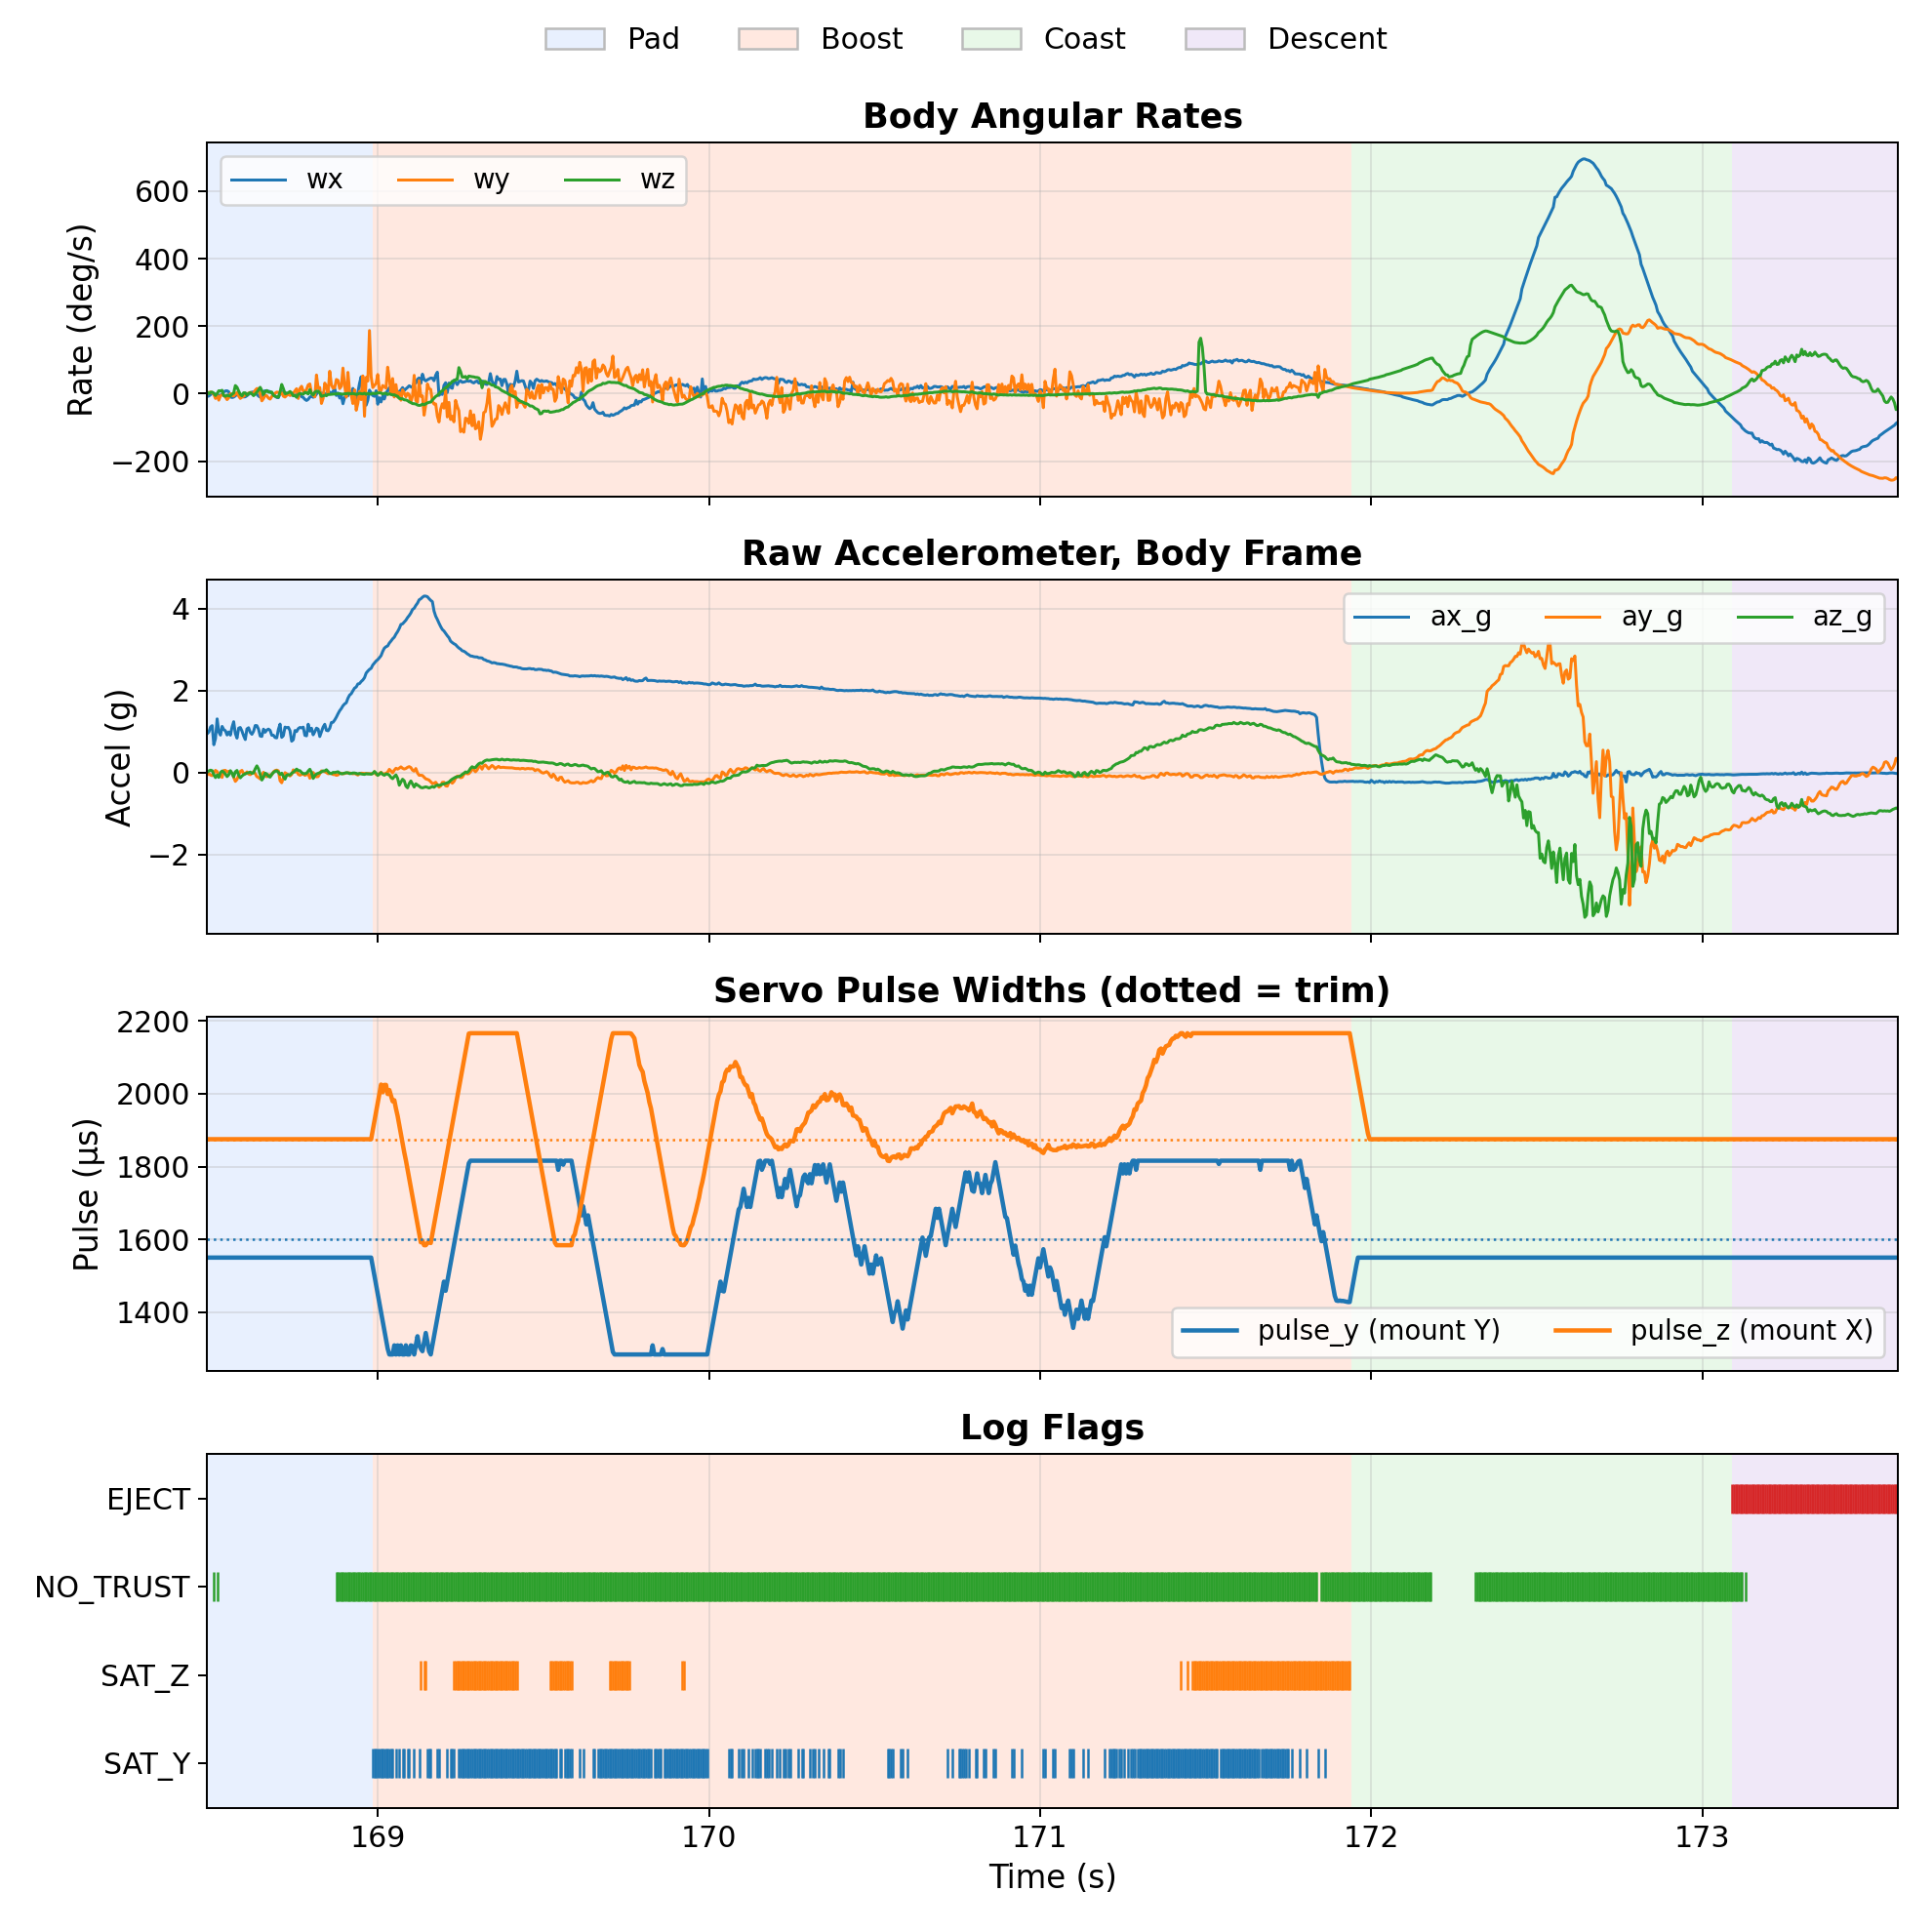 Pad Boost Coast Descent
Body Angular Rates
wx wy wz
Rate (deg/s)
600
400
200
0
−200
Raw Accelerometer, Body Frame
ax_g ay_g az_g
Accel (g)
4
2
0
−2
Servo Pulse Widths (dotted = trim)
Pulse (µs)
2200
2000
1800
1600
1400
pulse_y (mount Y) pulse_z (mount X)
Log Flags
EJECT
NO_TRUST
SAT_Z
SAT_Y
169 170 171 172 173
Time (s)